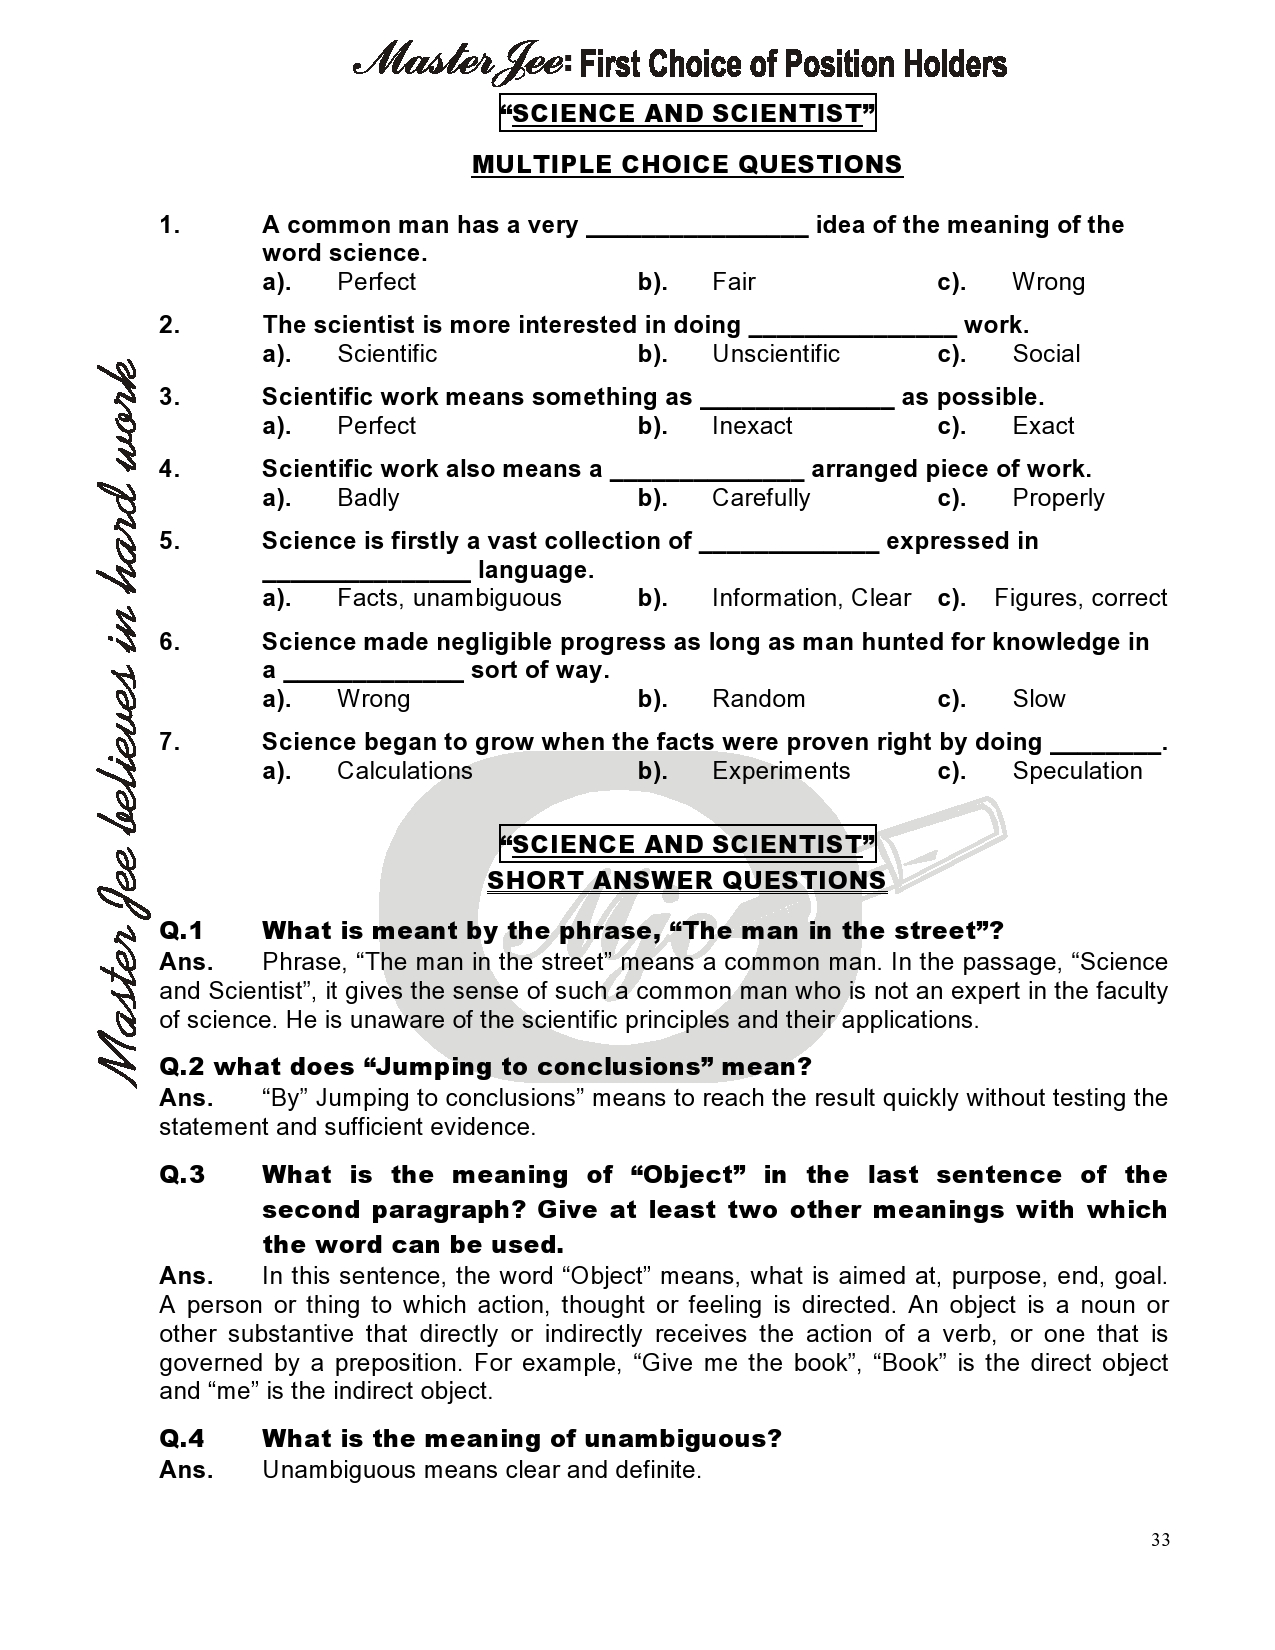 Master Jee: First Choice of Position Holders
“SCIENCE AND SCIENTIST”
MULTIPLE CHOICE QUESTIONS
1. A common man has a very ________________ idea of the meaning of the
word science.
a). Perfect b). Fair c). Wrong
2. The scientist is more interested in doing _______________ work.
a). Scientific b). Unscientific c). Social
3. Scientific work means something as ______________ as possible.
a). Perfect b). Inexact c). Exact
4. Scientific work also means a ______________ arranged piece of work.
a). Badly b). Carefully c). Properly
5. Science is firstly a vast collection of _____________ expressed in
_______________ language.
a). Facts, unambiguous b). Information, Clear c). Figures, correct
6. Science made negligible progress as long as man hunted for knowledge in
a _____________ sort of way.
a). Wrong b). Random c). Slow
7. Science began to grow when the facts were proven right by doing ________.
a). Calculations b). Experiments c). Speculation
“SCIENCE AND SCIENTIST”
SHORT ANSWER QUESTIONS
Q.1 What is meant by the phrase, “The man in the street”?
Ans. Phrase, “The man in the street” means a common man. In the passage, “Science
and Scientist”, it gives the sense of such a common man who is not an expert in the faculty
of science. He is unaware of the scientific principles and their applications.
Q.2 what does “Jumping to conclusions” mean?
Ans. “By” Jumping to conclusions” means to reach the result quickly without testing the
statement and sufficient evidence.
Q.3 What is the meaning of “Object” in the last sentence of the
second paragraph? Give at least two other meanings with which
the word can be used.
Ans. In this sentence, the word “Object” means, what is aimed at, purpose, end, goal.
A person or thing to which action, thought or feeling is directed. An object is a noun or
other substantive that directly or indirectly receives the action of a verb, or one that is
governed by a preposition. For example, “Give me the book”, “Book” is the direct object
and “me” is the indirect object.
Q.4 What is the meaning of unambiguous?
Ans. Unambiguous means clear and definite.
33
Master Jee believes in hard work
Mjc